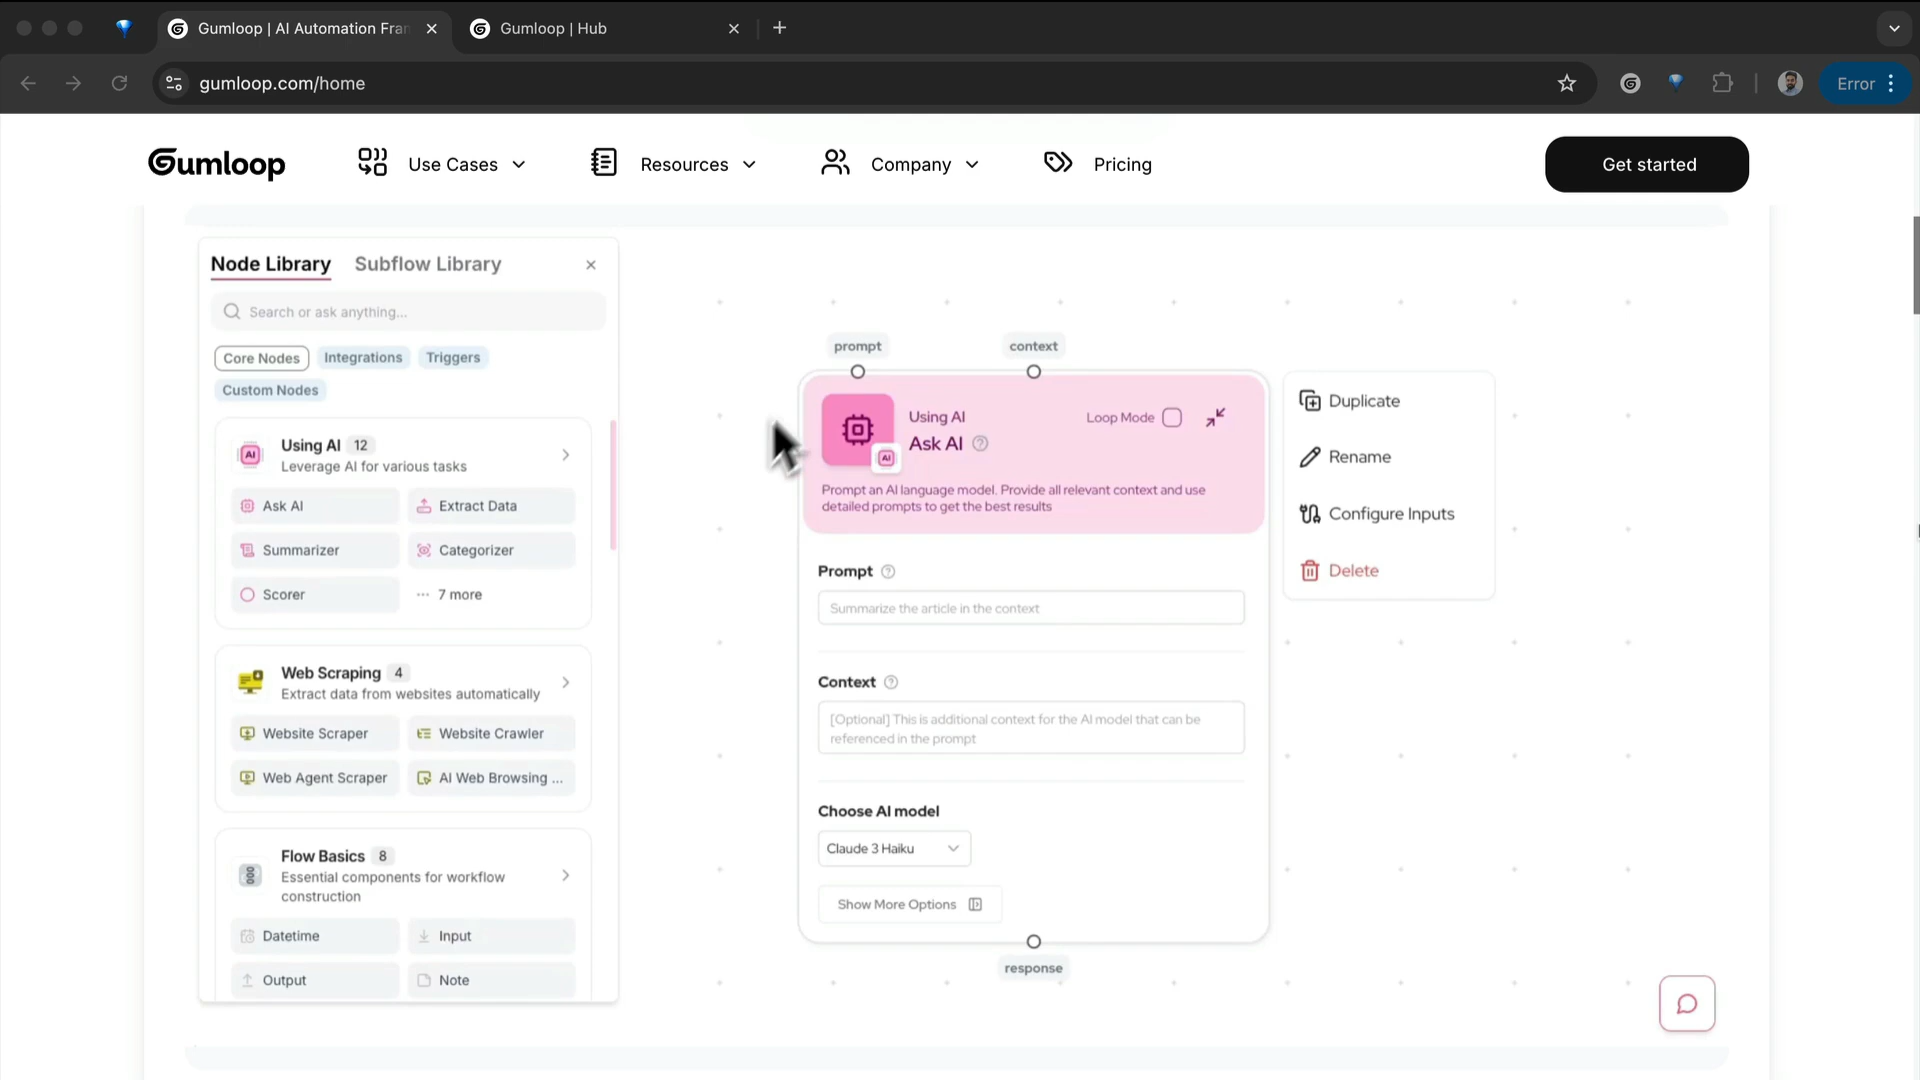 Gumloop | AI Automation Fra
Gumloop | Hub
gumloop.com/home
Error
Gumloop
Use Cases
Resources
Company
Pricing
Get started
Node Library
Subflow Library
Search or ask anything...
Core Nodes
Integrations
Triggers
Custom Nodes
AI
Using AI 12
Leverage AI for various tasks
Ask AI
Extract Data
Summarizer
Categorizer
Scorer
··· 7 more
Web Scraping 4
Extract data from websites automatically
Website Scraper
Website Crawler
Web Agent Scraper
AI Web Browsing ...
Flow Basics 8
Essential components for workflow
construction
Datetime
Input
Output
Note
prompt
context
Using AI
Loop Mode
Ask AI
AI
Prompt an AI language model. Provide all relevant context and use
detailed prompts to get the best results
Prompt
Summarize the article in the context
Context
[Optional] This is additional context for the AI model that can be
referenced in the prompt
Choose AI model
Claude 3 Haiku
Show More Options
response
Duplicate
Rename
Configure Inputs
Delete